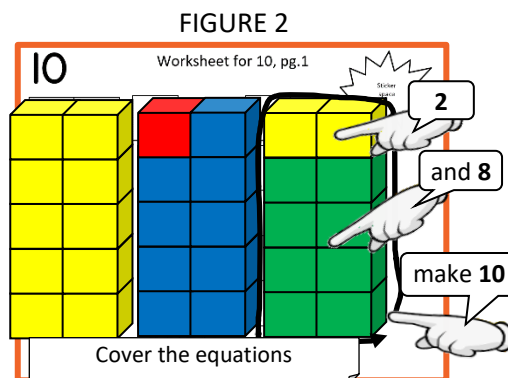 FIGURE 2
10
Worksheet for 10, pg.1
Sticker
space
2
and 8
make 10
Cover the equations